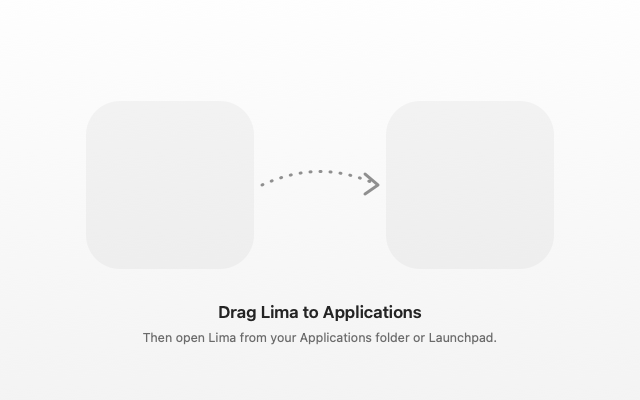 Drag Lima to Applications
Then open Lima from your Applications folder or Launchpad.